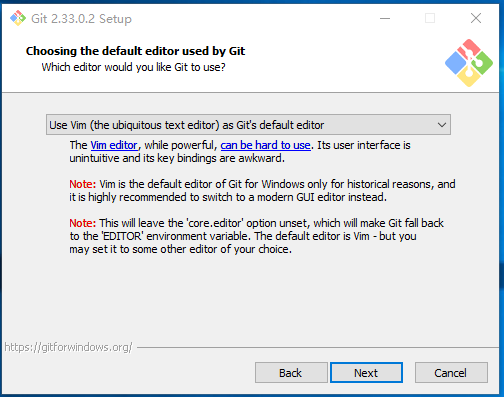 Git 2.33.0.2 Setup
Choosing the default editor used by Git
Which editor would you like Git to use?
Use Vim (the ubiquitous text editor) as Git's default editor
The Vim editor, while powerful, can be hard to use. Its user interface is
unintuitive and its key bindings are awkward.
Note: Vim is the default editor of Git for Windows only for historical reasons, and
it is highly recommended to switch to a modern GUI editor instead.
Note: This will leave the 'core.editor' option unset, which will make Git fall back
to the 'EDITOR' environment variable. The default editor is Vim - but you
may set it to some other editor of your choice.
https://gitforwindows.org/
Back
Next
Cancel